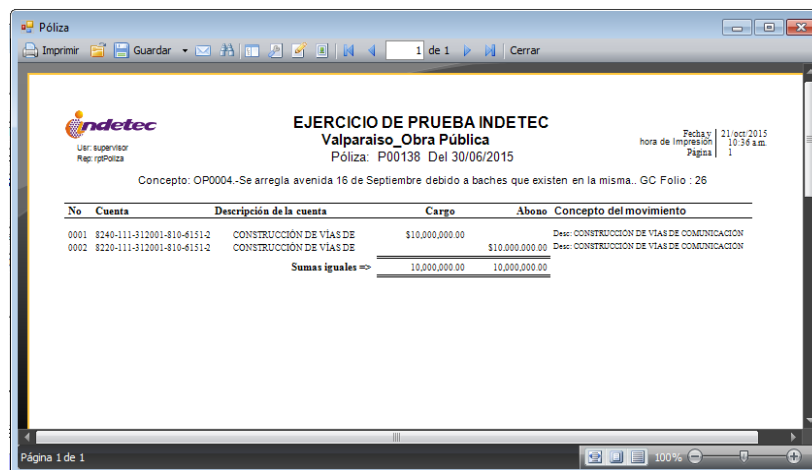 Póliza
Imprimir Guardar 1 de 1 Cerrar
indetec
Usr: supervisor
Rep: rptPoliza
EJERCICIO DE PRUEBA INDETEC
Valparaiso_Obra Pública
Póliza: P00138 Del 30/06/2015
Fecha y hora de Impresión 21/oct/2015 10:36 a.m.
Página 1
Concepto: OP0004.-Se arregla avenida 16 de Septiembre debido a baches que existen en la misma.. GC Folio : 26
No Cuenta Descripción de la cuenta Cargo Abono Concepto del movimiento
0001 8240-111-312001-810-6151-2 CONSTRUCCIÓN DE VÍAS DE $10,000,000.00 Desc: CONSTRUCCIÓN DE VÍAS DE COMUNICACIÓN
0002 8220-111-312001-810-6151-2 CONSTRUCCIÓN DE VÍAS DE $10.000.000.00 Desc: CONSTRUCCIÓN DE VÍAS DE COMUNICACIÓN
Sumas iguales => 10,000,000.00 10,000,000.00
Página 1 de 1 100%